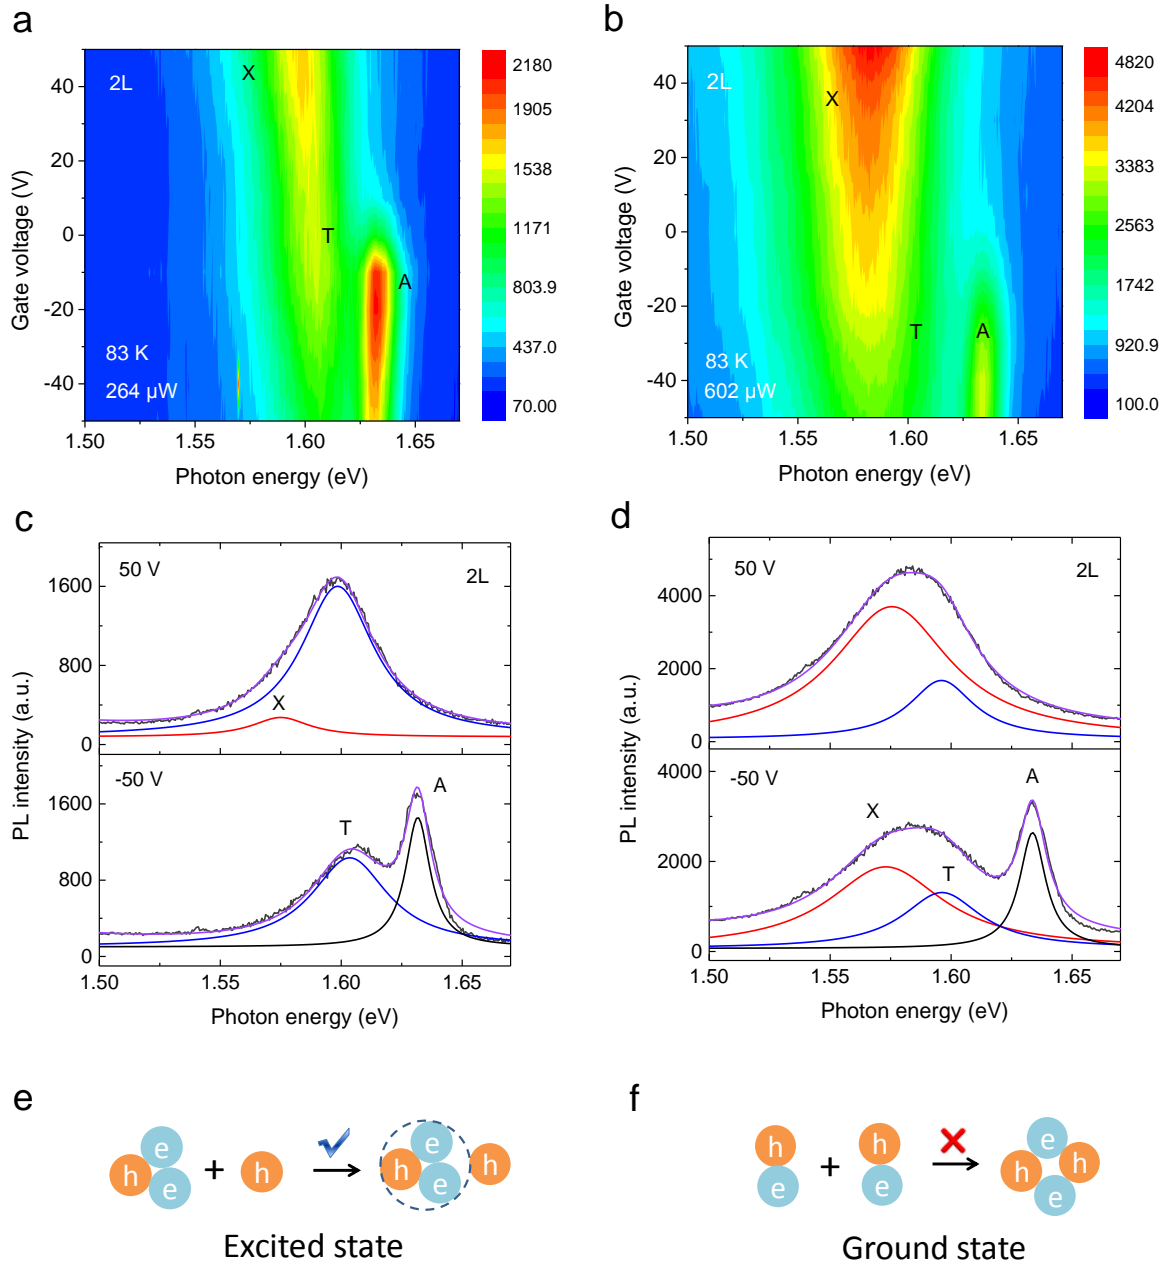 a
2L
X
T
A
83 K
264 µW
40
20
0
-20
-40
Gate voltage (V)
1.50
1.55
1.60
1.65
Photon energy (eV)
2180
1905
1538
1171
803.9
437.0
70.00
b
2L
X
T
A
83 K
602 µW
40
20
0
-20
-40
Gate voltage (V)
1.50
1.55
1.60
1.65
Photon energy (eV)
4820
4204
3383
2563
1742
920.9
100.0
c
50 V
2L
X
1600
800
0
-50 V
T
A
1600
800
0
PL intensity (a.u.)
1.50
1.55
1.60
1.65
Photon energy (eV)
d
50 V
2L
4000
2000
0
-50 V
X
T
A
4000
2000
0
PL intensity (a.u.)
1.50
1.55
1.60
1.65
Photon energy (eV)
e
h e e + h → h e e h
Excited state
f
h e + h e → e h h e
Ground state